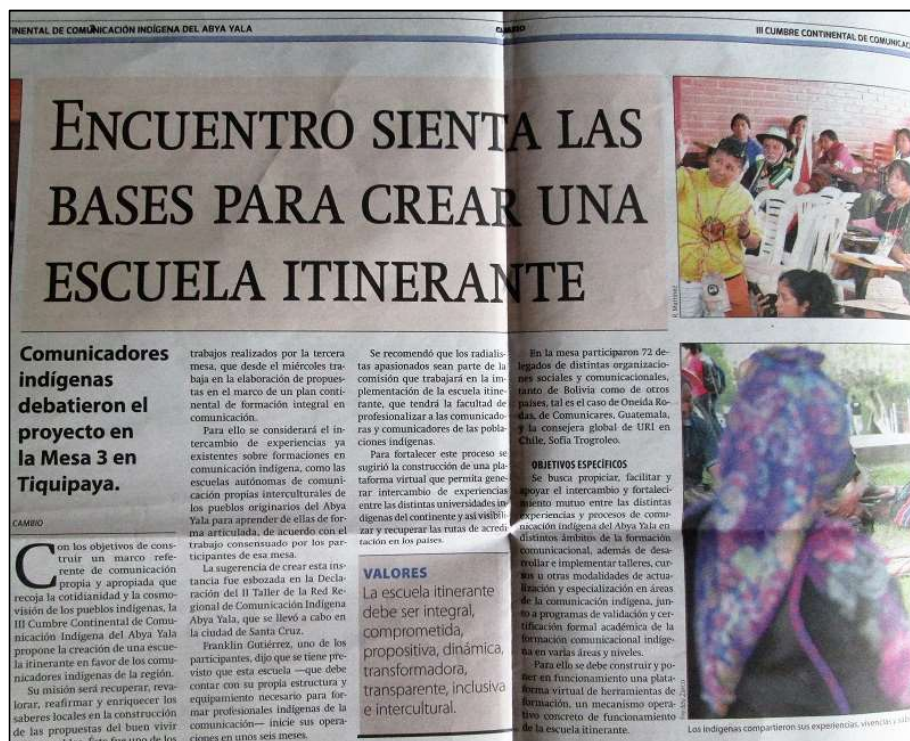 INENTAL DE COMUNICACIÓN INDÍGENA DEL ABYA YALA
CAMBIO
III CUMBRE CONTINENTAL DE COMUNICAC
ENCUENTRO SIENTA LAS
BASES PARA CREAR UNA
ESCUELA ITINERANTE
Comunicadores
indígenas
debatieron el
proyecto en
la Mesa 3 en
Tiquipaya.
CAMBIO
Con los objetivos de cons-
truir un marco refe-
rente de comunicación
propia y apropiada que
recoja la cotidianidad y la cosmo-
visión de los pueblos indígenas, la
III Cumbre Continental de Comu-
nicación Indígena del Abya Yala
propone la creación de una escue-
la itinerante en favor de los comu-
nicadores indígenas de la región.
Su misión será recuperar, reva-
lorar, reafirmar y enriquecer los
saberes locales en la construcción
de las propuestas del buen vivir
trabajos realizados por la tercera
mesa, que desde el miércoles tra-
baja en la elaboración de propues-
tas en el marco de un plan conti-
nental de formación integral en
comunicación.
Para ello se considerará el in-
tercambio de experiencias ya
existentes sobre formaciones en
comunicación indígena, como las
escuelas autónomas de comuni-
cación propias interculturales de
los pueblos originarios del Abya
Yala para aprender de ellas de for-
ma articulada, de acuerdo con el
trabajo consensuado por los par-
ticipantes de esa mesa.
La sugerencia de crear esta ins-
tancia fue esbozada en la Decla-
ración del II Taller de la Red Re-
gional de Comunicación Indígena
Abya Yala, que se llevó a cabo en
la ciudad de Santa Cruz.
Franklin Gutiérrez, uno de los
participantes, dijo que se tiene pre-
visto que esta escuela —que debe
contar con su propia estructura y
equipamiento necesario para for-
mar profesionales indígenas de la
comunicación— inicie sus opera-
ciones en unos seis meses.
Se recomendó que los radialis-
tas apasionados sean parte de la
comisión que trabajará en la im-
plementación de la escuela itine-
rante, que tendrá la facultad de
profesionalizar a las comunicado-
ras y comunicadores de las pobla-
ciones indígenas.
Para fortalecer este proceso se
sugirió la construcción de una pla-
taforma virtual que permita gene-
rar intercambio de experiencias
entre las distintas universidades in-
dígenas del continente y así visibili-
zar y recuperar las rutas de acredi-
tación en los países.
VALORES
La escuela itinerante
debe ser integral,
comprometida,
propositiva, dinámica,
transformadora,
transparente, inclusiva
e intercultural.
En la mesa participaron 72 de-
legados de distintas organizacio-
nes sociales y comunicacionales,
tanto de Bolivia como de otros
países, tal es el caso de Oneida Ro-
das, de Comunicares, Guatemala,
y la consejera global de URI en
Chile, Sofía Trogroleo.
OBJETIVOS ESPECÍFICOS
Se busca propiciar, facilitar y
apoyar el intercambio y fortaleci-
miento mutuo entre las distintas
experiencias y procesos de comu-
nicación indígena del Abya Yala en
distintos ámbitos de la formación
comunicacional, además de desa-
rrollar e implementar talleres, cur-
sos u otras modalidades de actua-
lización y especialización en áreas
de la comunicación indígena, jun-
to a programas de validación y cer-
tificación formal académica de la
formación comunicacional indíge-
na en varias áreas y niveles.
Para ello se debe construir y po-
ner en funcionamiento una plata-
forma virtual de herramientas de
formación, un mecanismo opera-
tivo concreto de funcionamiento
de la escuela itinerante.
Los indígenas compartieron sus experiencias, vivencias y